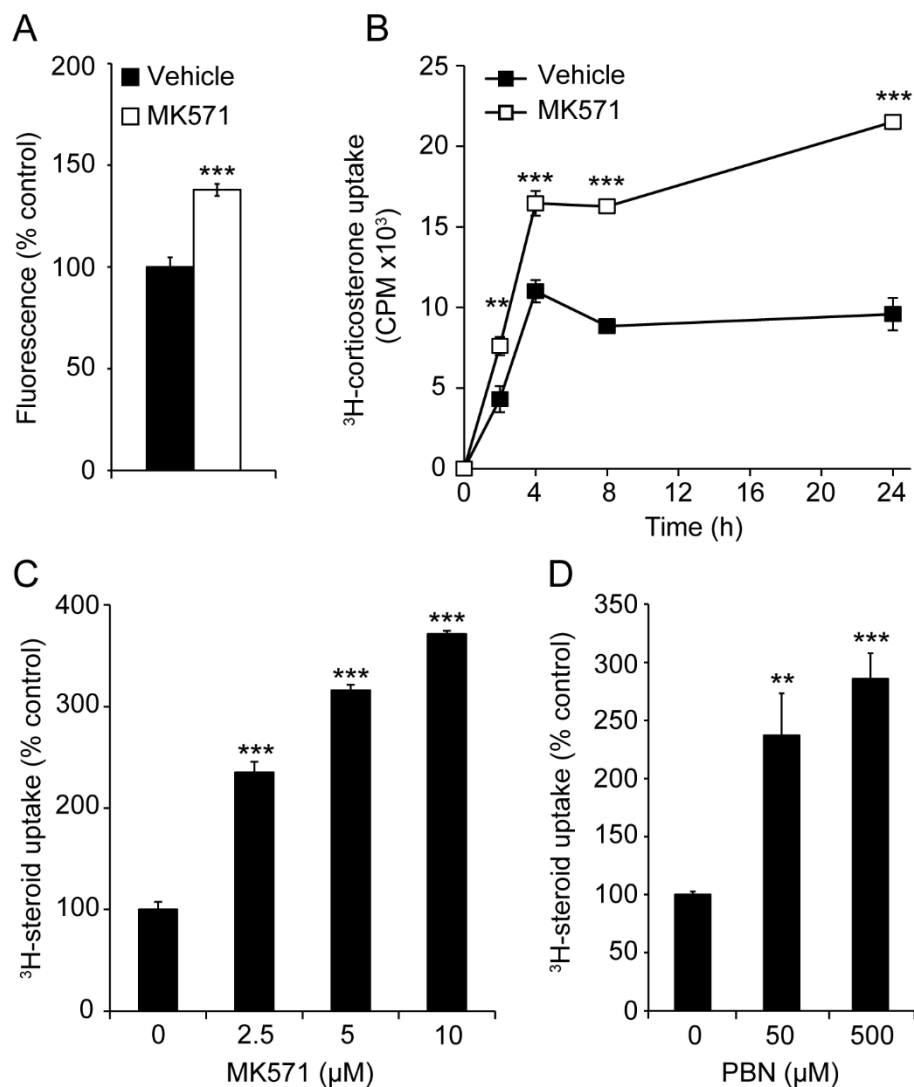 A
Fluorescence (% control)
200
150
100
50
0
Vehicle
MK571
***
B
³H-corticosterone uptake
(CPM x10³)
25
20
15
10
5
0
Vehicle
MK571
**
***
***
***
0 4 8 12 16 20 24
Time (h)
C
³H-steroid uptake (% control)
400
300
200
100
0
***
***
***
0 2.5 5 10
MK571 (µM)
D
³H-steroid uptake (% control)
350
300
250
200
150
100
50
0
**
***
0 50 500
PBN (µM)